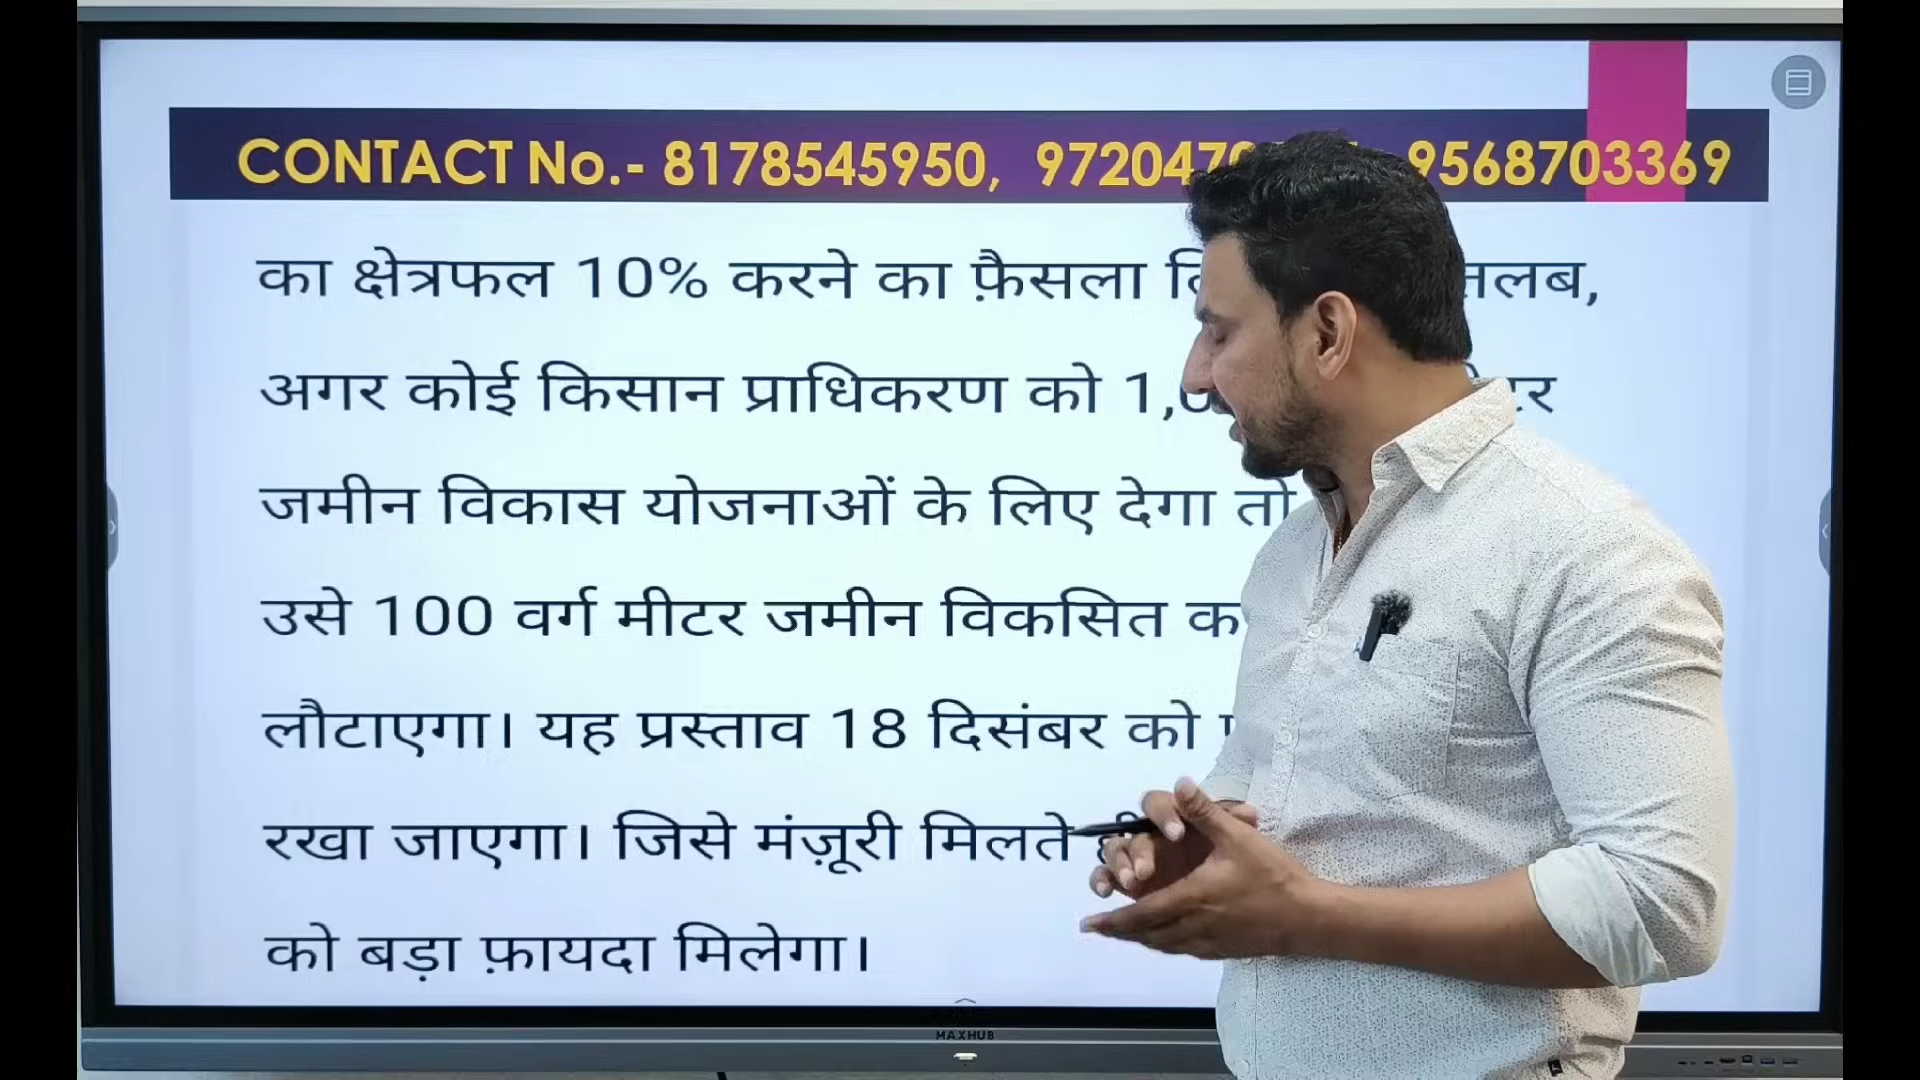 CONTACT No.- 8178545950, 9568703369
का क्षेत्रफल 10% करने का फ़ैसला
अगर कोई किसान प्राधिकरण को
जमीन विकास योजनाओं के लिए देगा तो
उसे 100 वर्ग मीटर जमीन विकसित
लौटाएगा। यह प्रस्ताव 18 दिसंबर को
रखा जाएगा। जिसे मंज़ूरी मिलते
को बड़ा फ़ायदा मिलेगा।
MAXHUB